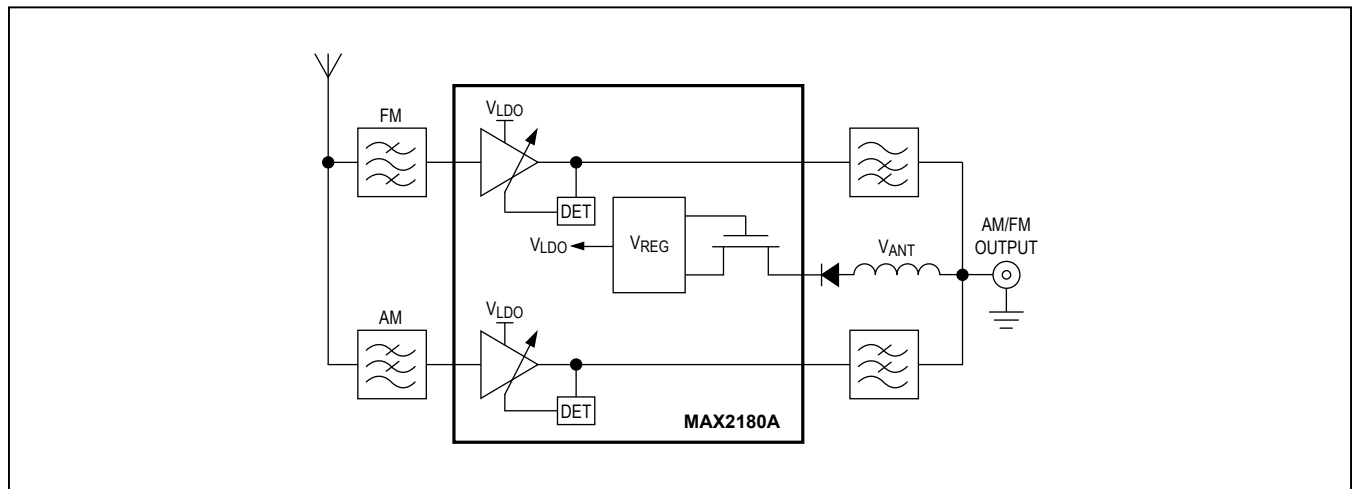 FM
VLDO
DET
VLDO
VREG
VANT
AM/FM
OUTPUT
AM
VLDO
DET
MAX2180A